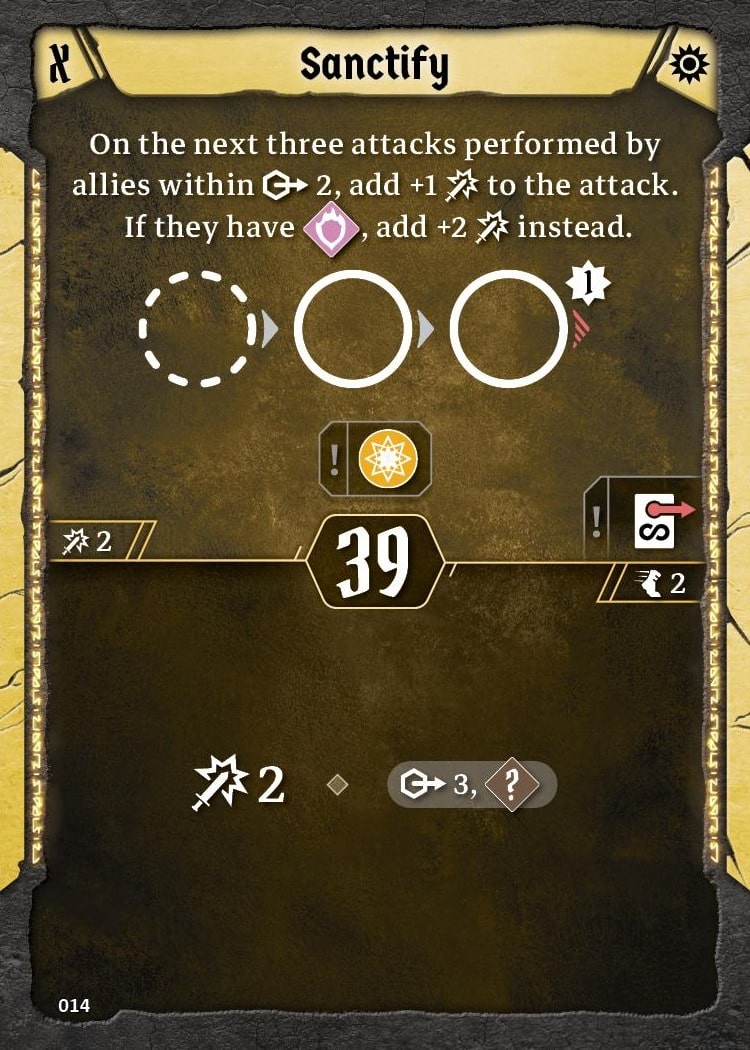 א Sanctify
On the next three attacks performed by
allies within 2, add +1 to the attack.
If they have , add +2 instead.
1
!
2
39
!
2
2
3, ?
014